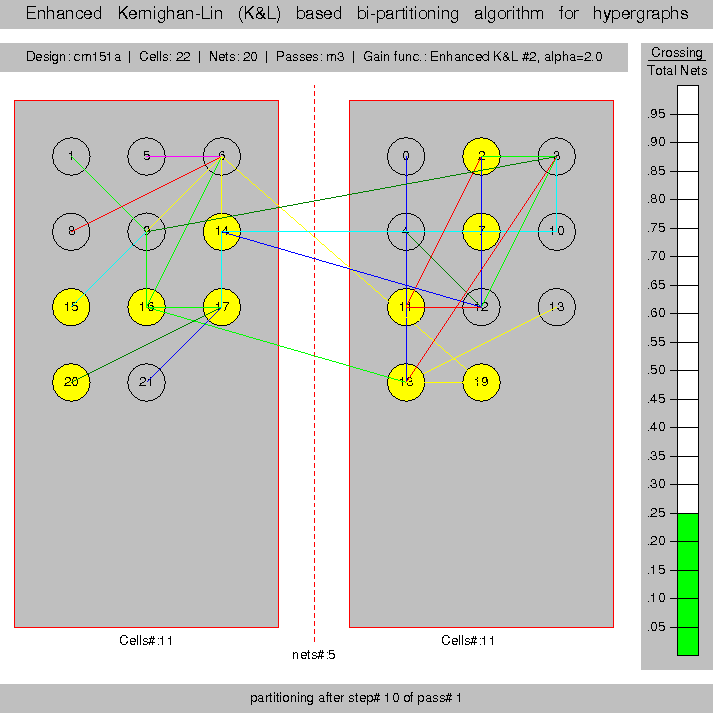 Enhanced Kernighan-Lin (K&L) based bi-partitioning algorithm for hypergraphs
Design: cm151a | Cells: 22 | Nets: 20 | Passes: m3 | Gain func.: Enhanced K&L #2, alpha=2.0
Crossing
Total Nets
1 5 6 0 2 3
8 9 14 4 7 10
15 16 17 11 12 13
20 21 18 19
.95
.90
.85
.80
.75
.70
.65
.60
.55
.50
.45
.40
.35
.30
.25
.20
.15
.10
.05
Cells#:11
Cells#:11
nets#:5
partitioning after step# 10 of pass# 1